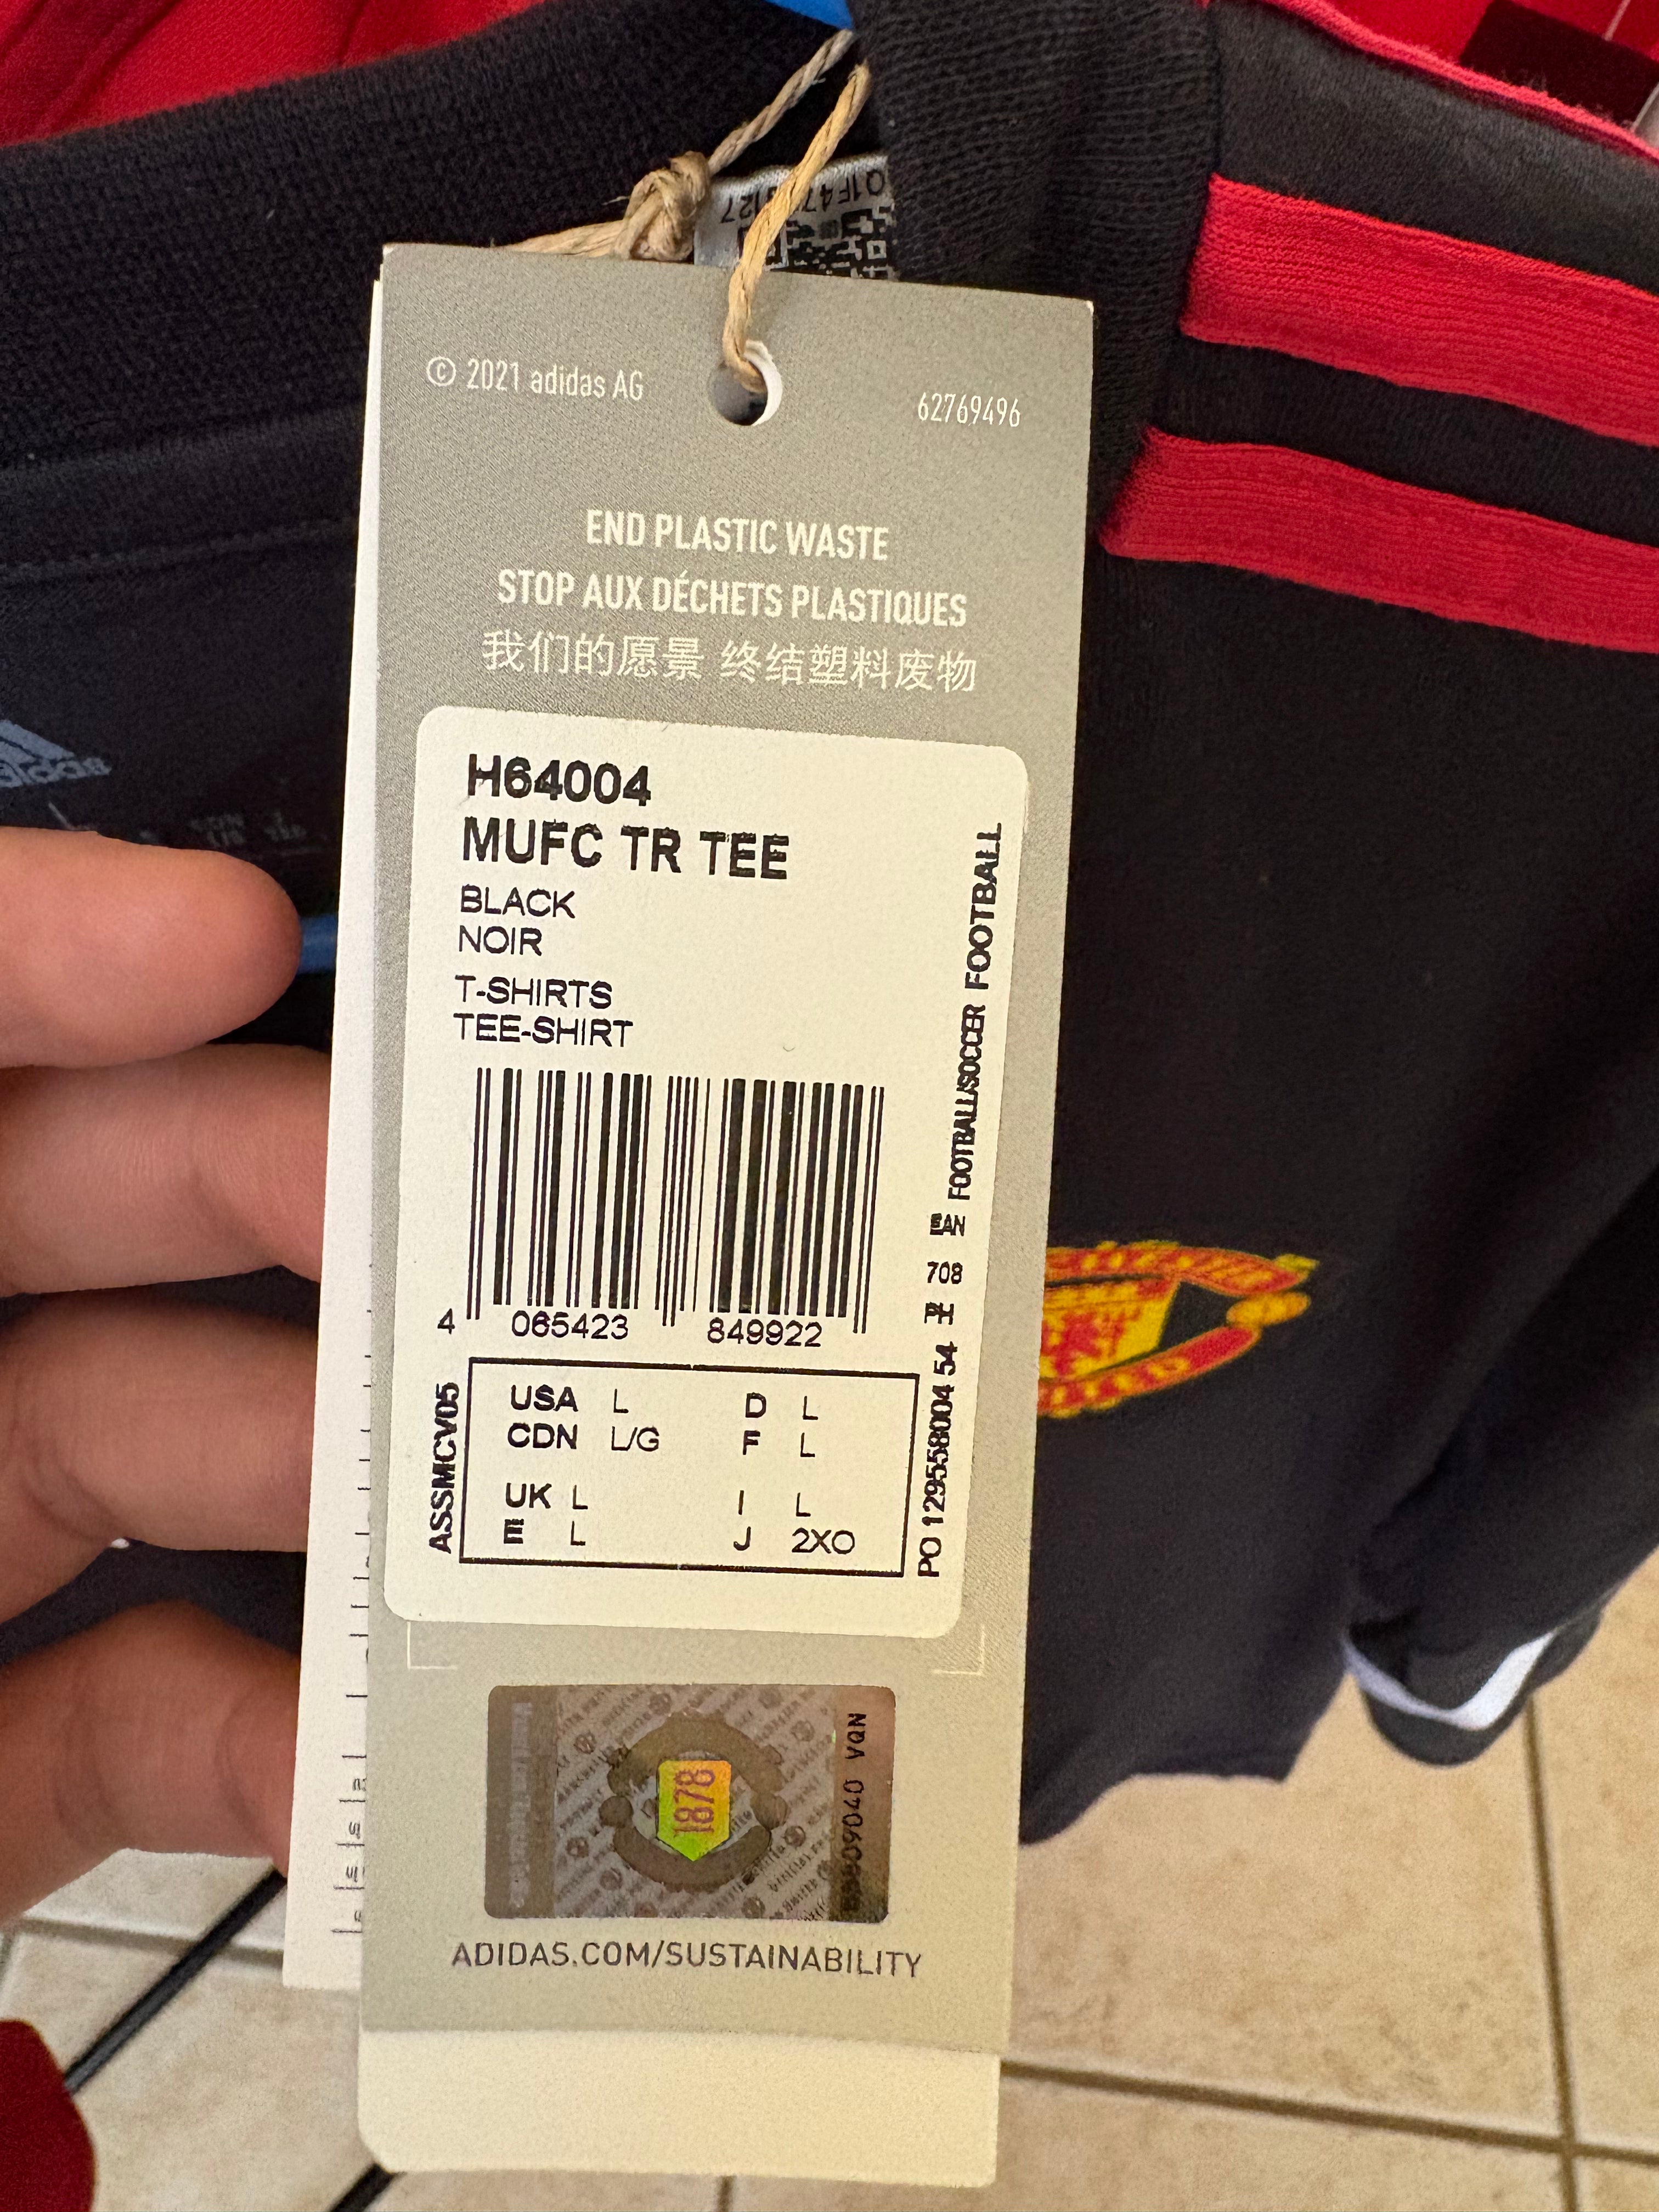 © 2021 adidas AG
62769496
END PLASTIC WASTE
STOP AUX DÉCHETS PLASTIQUES
我们的愿景 终结塑料废物
H64004
MUFC TR TEE
BLACK
NOIR
T-SHIRTS
TEE-SHIRT
FOOTBALL/SOCCER FOOTBALL
EAN
708
4 065423 849922
PO 129558004 54
ASSMCV05
USA L D L
CDN L/G F L
UK L I L
E L J 2XO
1878
VQN
ADIDAS.COM/SUSTAINABILITY
adidas